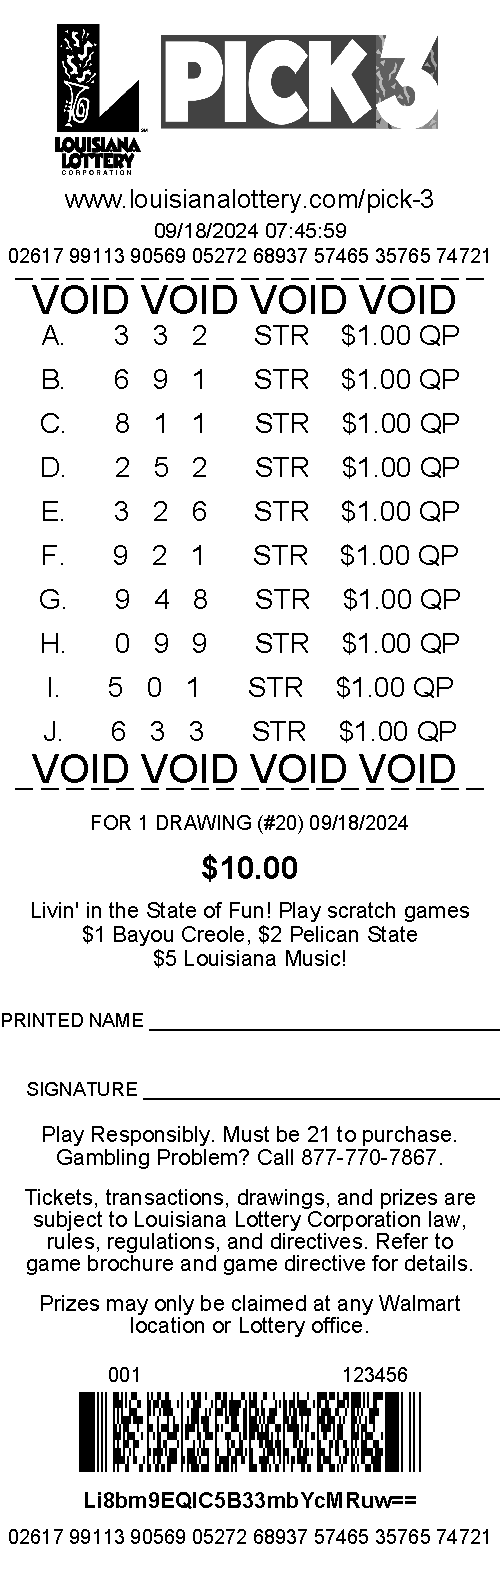 PICK 3
LOUISIANA
LOTTERY
CORPORATION
www.louisianalottery.com/pick-3
09/18/2024 07:45:59
02617 99113 90569 05272 68937 57465 35765 74721
VOID VOID VOID VOID
A. 3 3 2 STR $1.00 QP
B. 6 9 1 STR $1.00 QP
C. 8 1 1 STR $1.00 QP
D. 2 5 2 STR $1.00 QP
E. 3 2 6 STR $1.00 QP
F. 9 2 1 STR $1.00 QP
G. 9 4 8 STR $1.00 QP
H. 0 9 9 STR $1.00 QP
I. 5 0 1 STR $1.00 QP
J. 6 3 3 STR $1.00 QP
VOID VOID VOID VOID
FOR 1 DRAWING (#20) 09/18/2024
$10.00
Livin' in the State of Fun! Play scratch games
$1 Bayou Creole, $2 Pelican State
$5 Louisiana Music!
PRINTED NAME
SIGNATURE
Play Responsibly. Must be 21 to purchase.
Gambling Problem? Call 877-770-7867.
Tickets, transactions, drawings, and prizes are
subject to Louisiana Lottery Corporation law,
rules, regulations, and directives. Refer to
game brochure and game directive for details.
Prizes may only be claimed at any Walmart
location or Lottery office.
001 123456
Li8bm9EQIC5B33mbYcMRuw==
02617 99113 90569 05272 68937 57465 35765 74721